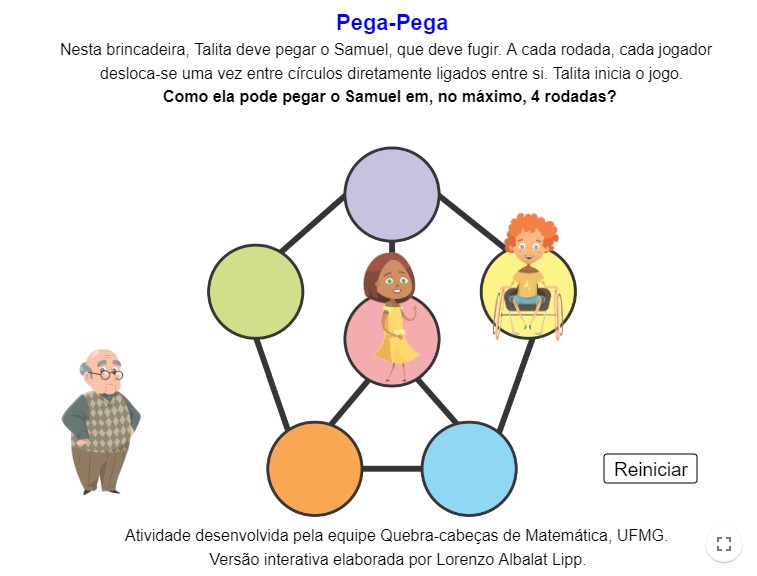 Pega-Pega
Nesta brincadeira, Talita deve pegar o Samuel, que deve fugir. A cada rodada, cada jogador
desloca-se uma vez entre círculos diretamente ligados entre si. Talita inicia o jogo.
Como ela pode pegar o Samuel em, no máximo, 4 rodadas?
Reiniciar
Atividade desenvolvida pela equipe Quebra-cabeças de Matemática, UFMG.
Versão interativa elaborada por Lorenzo Albalat Lipp.